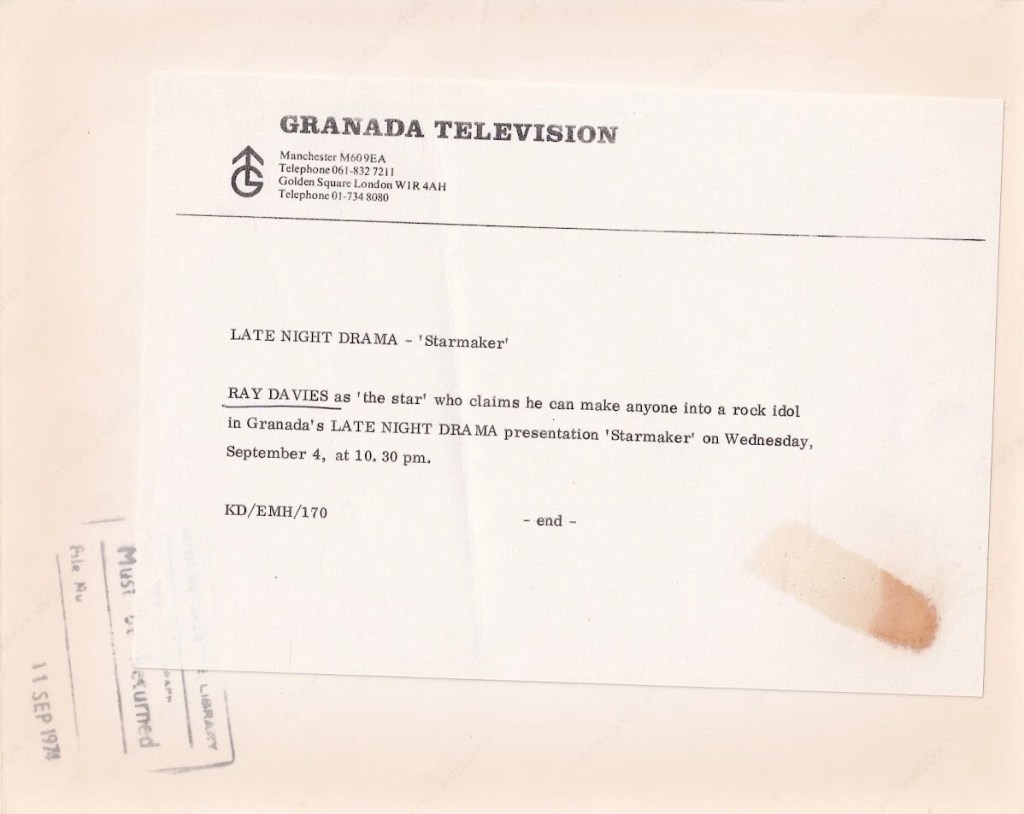 GRANADA TELEVISION
Manchester M60 9EA
Telephone 061-832 7211
Golden Square London W1R 4AH
Telephone 01-734 8080
LATE NIGHT DRAMA - 'Starmaker'
RAY DAVIES as 'the star' who claims he can make anyone into a rock idol
in Granada's LATE NIGHT DRAMA presentation 'Starmaker' on Wednesday,
September 4, at 10.30 pm.
KD/EMH/170
- end -
LIBRARY
Must
File No
11 SEP 1974